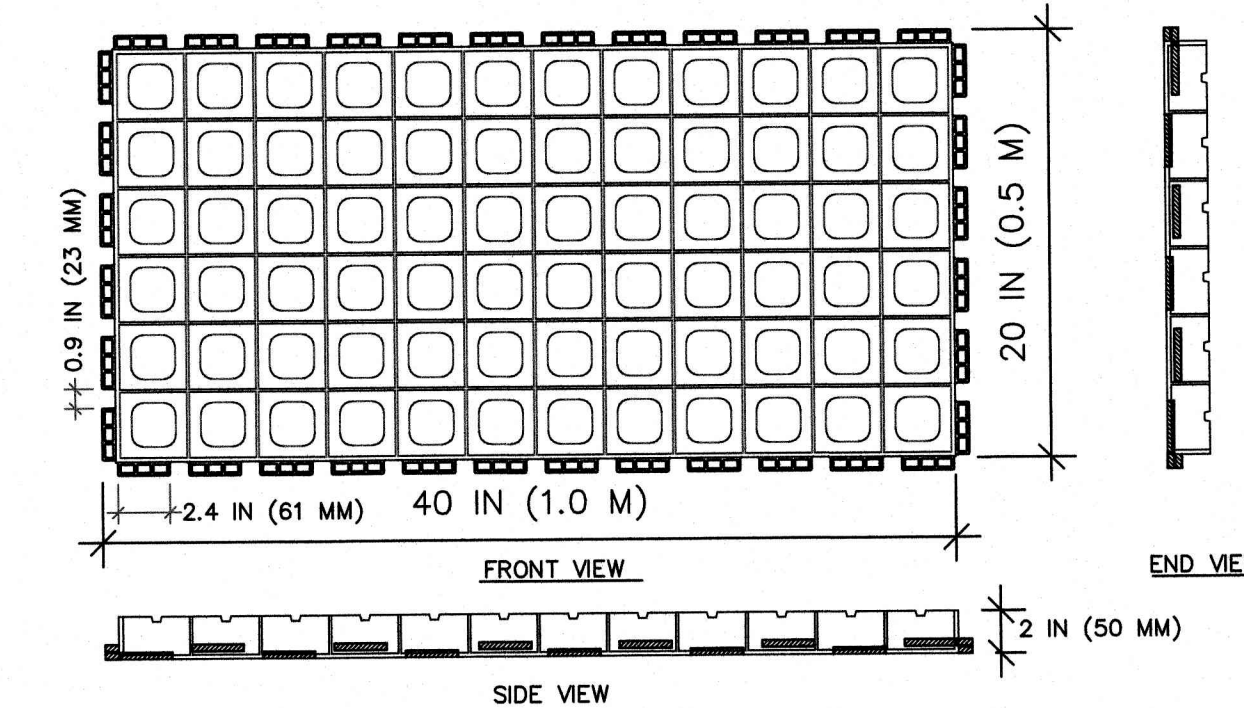 0.9 IN (23 MM)
20 IN (0.5 M)
2.4 IN (61 MM)
40 IN (1.0 M)
FRONT VIEW
END VIE
2 IN (50 MM)
SIDE VIEW